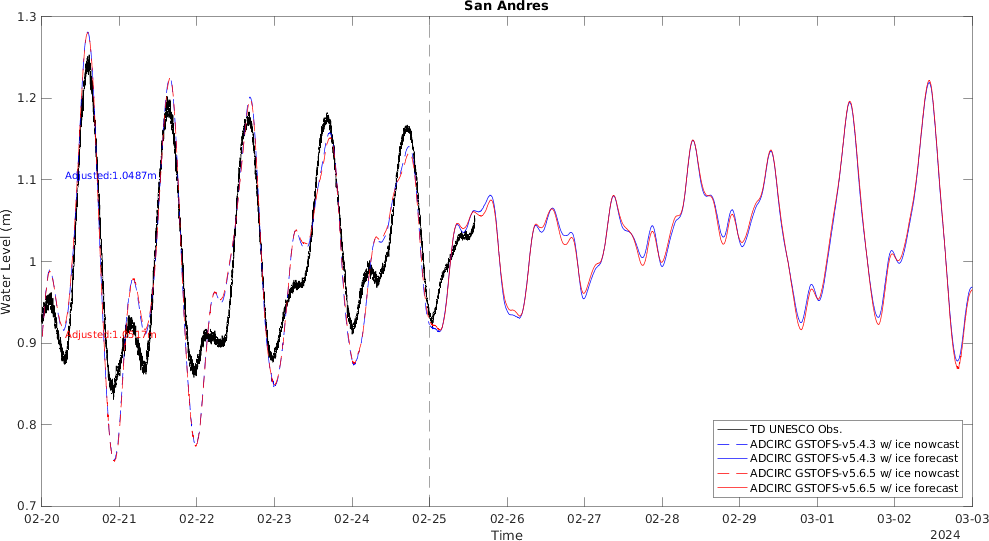 San Andres
1.3
1.2
1.1
1
0.9
0.8
0.7
Water Level (m)
Adjusted:1.0487m
Adjusted:1.0517m
TD UNESCO Obs.
ADCIRC GSTOFS-v5.4.3 w/ ice nowcast
ADCIRC GSTOFS-v5.4.3 w/ ice forecast
ADCIRC GSTOFS-v5.6.5 w/ ice nowcast
ADCIRC GSTOFS-v5.6.5 w/ ice forecast
02-20 02-21 02-22 02-23 02-24 02-25 02-26 02-27 02-28 02-29 03-01 03-02 03-03
Time
2024